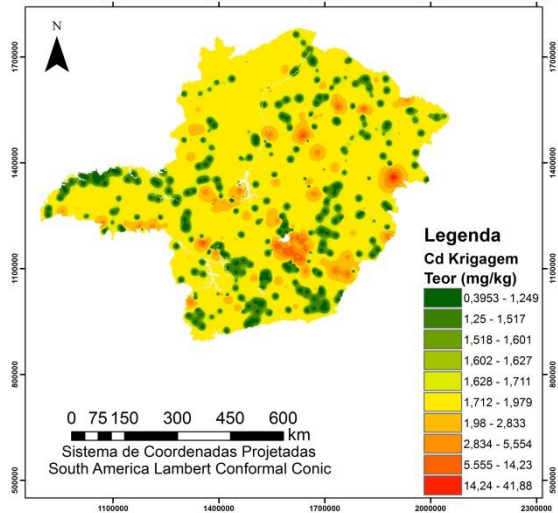 N
1700000
1400000
1100000
800000
500000
1700000
1400000
1100000
800000
500000
Legenda
Cd Krigagem
Teor (mg/kg)
0,3953 - 1,249
1,25 - 1,517
1,518 - 1,601
1,602 - 1,627
1,628 - 1,711
1,712 - 1,979
1,98 - 2,833
2,834 - 5,554
5,555 - 14,23
14,24 - 41,88
0 75 150 300 450 600
km
Sistema de Coordenadas Projetadas
South America Lambert Conformal Conic
1100000 1400000 1700000 2000000 2300000